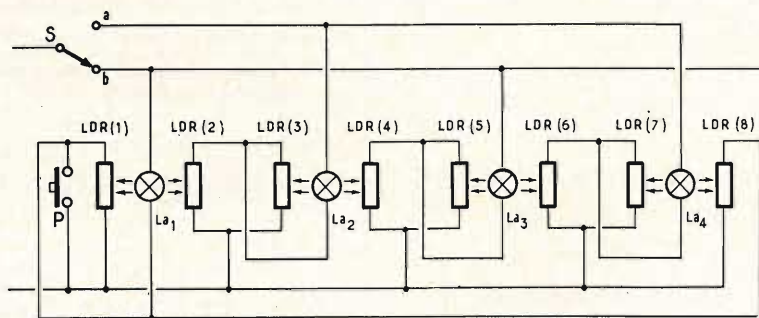 a
S
b
LDR(1) LDR(2) LDR(3) LDR(4) LDR(5) LDR(6) LDR(7) LDR(8)
P
La1 La2 La3 La4